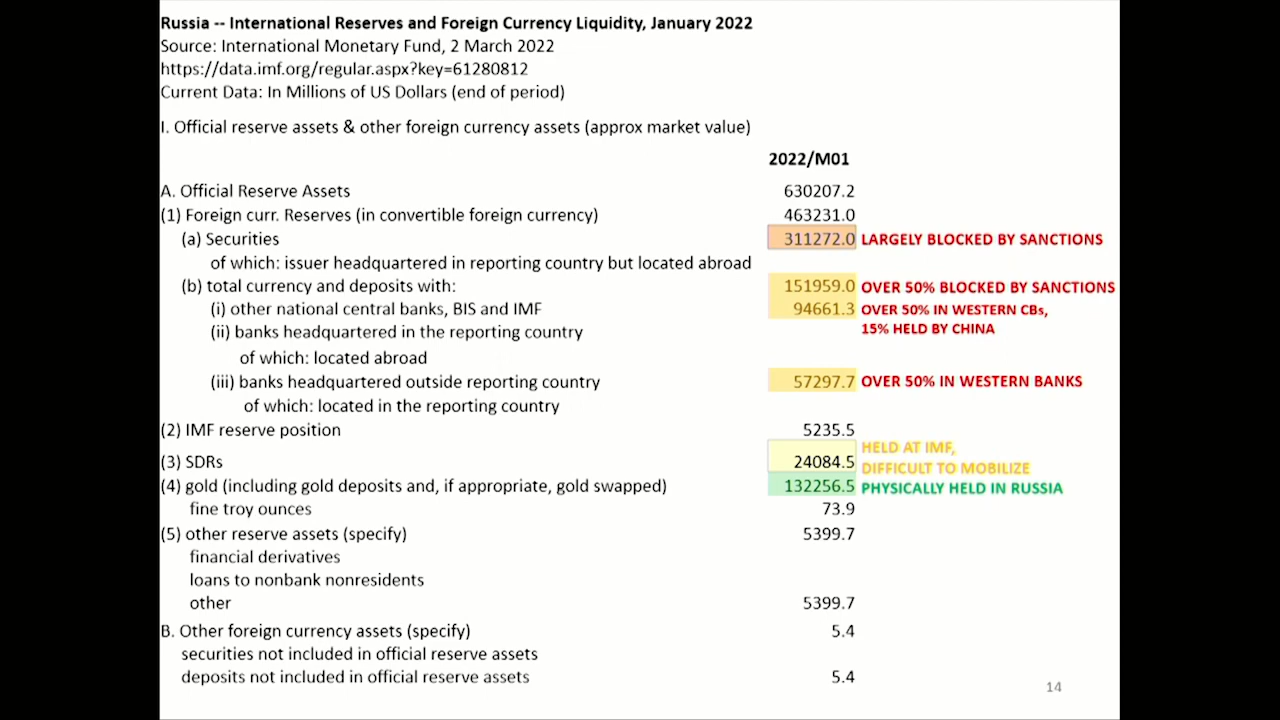 Russia -- International Reserves and Foreign Currency Liquidity, January 2022
Source: International Monetary Fund, 2 March 2022
https://data.imf.org/regular.aspx?key=61280812
Current Data: In Millions of US Dollars (end of period)
I. Official reserve assets & other foreign currency assets (approx market value)
2022/M01
A. Official Reserve Assets 630207.2
(1) Foreign curr. Reserves (in convertible foreign currency) 463231.0
(a) Securities 311272.0 LARGELY BLOCKED BY SANCTIONS
of which: issuer headquartered in reporting country but located abroad
(b) total currency and deposits with: 151959.0 OVER 50% BLOCKED BY SANCTIONS
(i) other national central banks, BIS and IMF 94661.3 OVER 50% IN WESTERN CBs,
15% HELD BY CHINA
(ii) banks headquartered in the reporting country
of which: located abroad
(iii) banks headquartered outside reporting country 57297.7 OVER 50% IN WESTERN BANKS
of which: located in the reporting country
(2) IMF reserve position 5235.5
HELD AT IMF,
(3) SDRs 24084.5 DIFFICULT TO MOBILIZE
(4) gold (including gold deposits and, if appropriate, gold swapped) 132256.5 PHYSICALLY HELD IN RUSSIA
fine troy ounces 73.9
(5) other reserve assets (specify) 5399.7
financial derivatives
loans to nonbank nonresidents
other 5399.7
B. Other foreign currency assets (specify) 5.4
securities not included in official reserve assets
deposits not included in official reserve assets 5.4
14